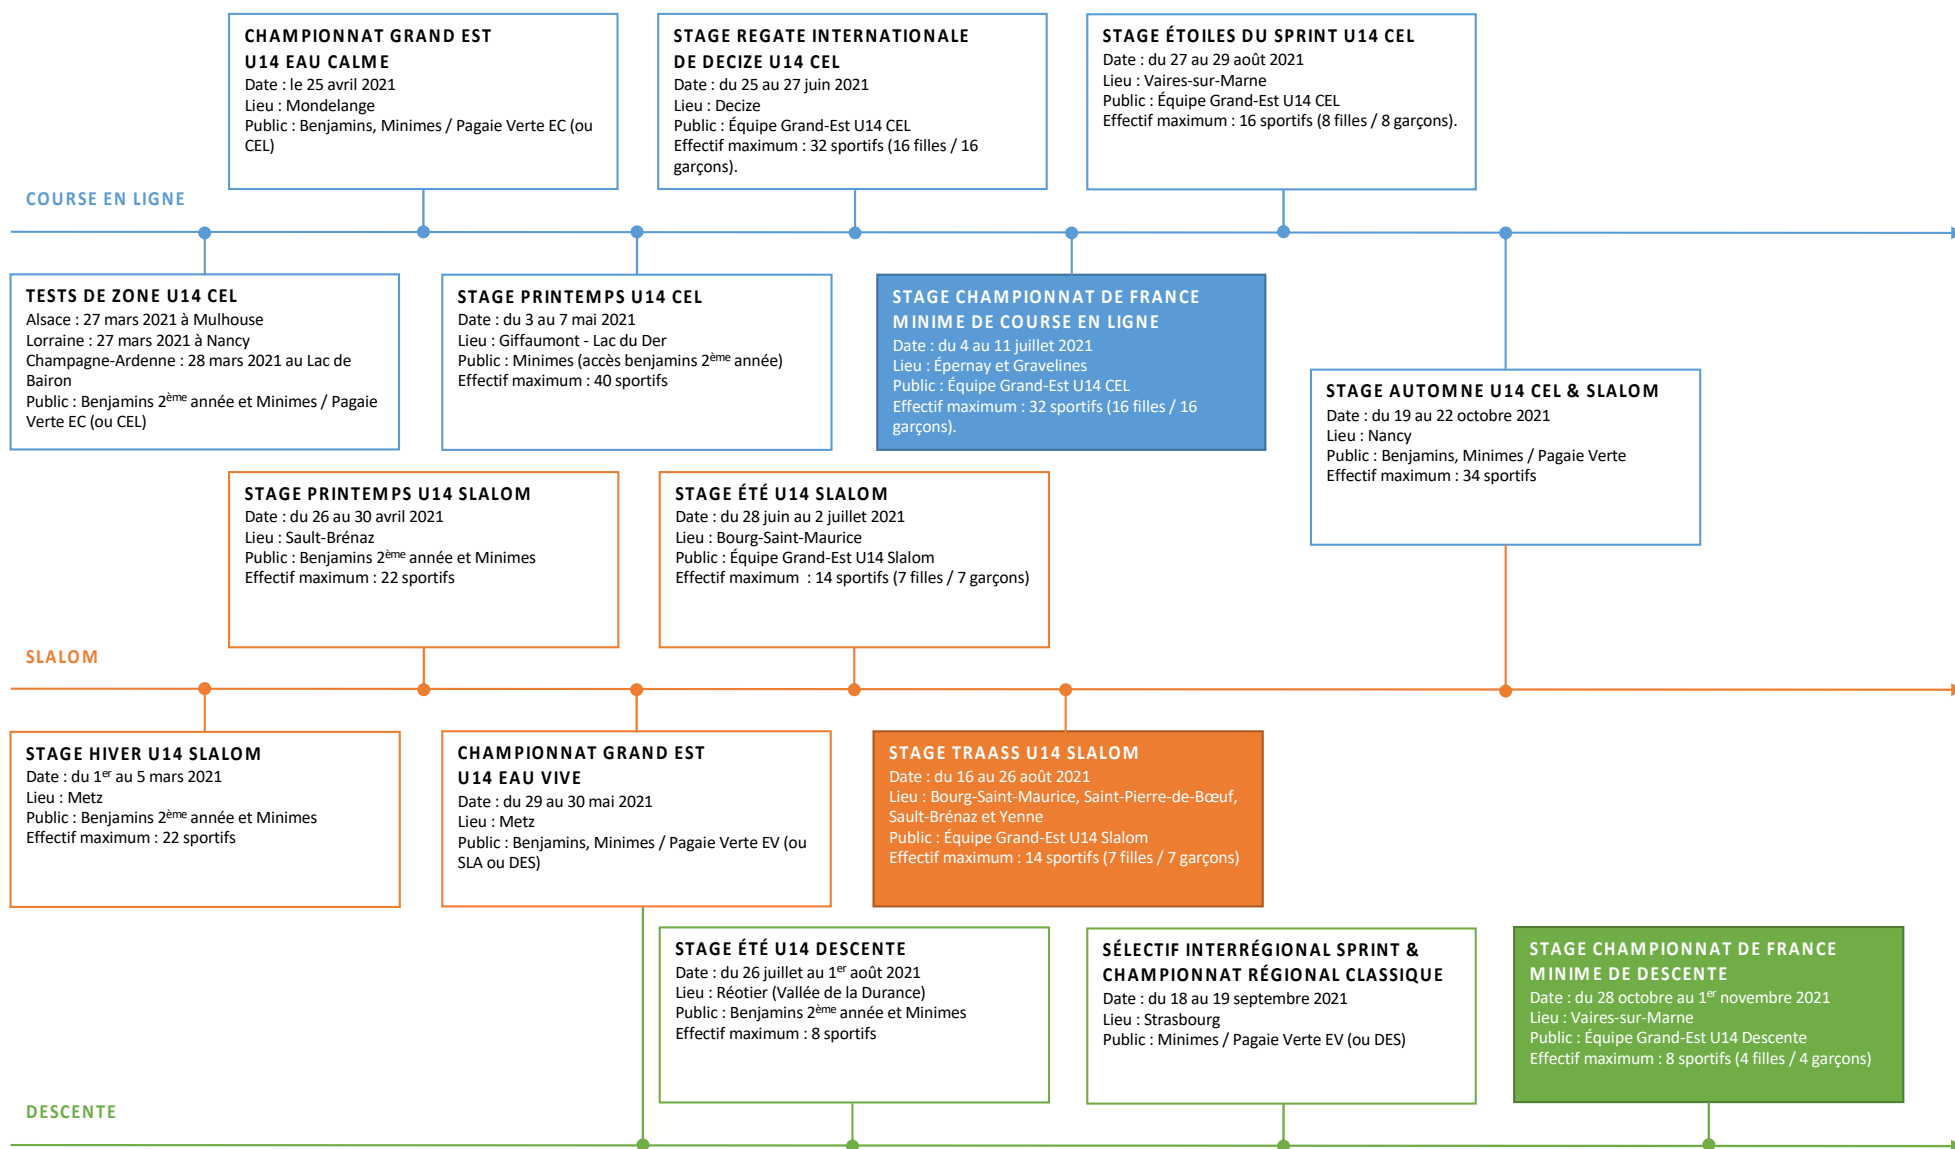 CHAMPIONNAT GRAND EST
U14 EAU CALME
Date : le 25 avril 2021
Lieu : Mondelange
Public : Benjamins, Minimes / Pagaie Verte EC (ou
CEL)
STAGE REGATE INTERNATIONALE
DE DECIZE U14 CEL
Date : du 25 au 27 juin 2021
Lieu : Decize
Public : Équipe Grand-Est U14 CEL
Effectif maximum : 32 sportifs (16 filles / 16
garçons).
STAGE ÉTOILES DU SPRINT U14 CEL
Date : du 27 au 29 août 2021
Lieu : Vaires-sur-Marne
Public : Équipe Grand-Est U14 CEL
Effectif maximum : 16 sportifs (8 filles / 8 garçons).
COURSE EN LIGNE
TESTS DE ZONE U14 CEL
Alsace : 27 mars 2021 à Mulhouse
Lorraine : 27 mars 2021 à Nancy
Champagne-Ardenne : 28 mars 2021 au Lac de
Bairon
Public : Benjamins 2ème année et Minimes / Pagaie
Verte EC (ou CEL)
STAGE PRINTEMPS U14 CEL
Date : du 3 au 7 mai 2021
Lieu : Giffaumont - Lac du Der
Public : Minimes (accès benjamins 2ème année)
Effectif maximum : 40 sportifs
STAGE CHAMPIONNAT DE FRANCE
MINIME DE COURSE EN LIGNE
Date : du 4 au 11 juillet 2021
Lieu : Épernay et Gravelines
Public : Équipe Grand-Est U14 CEL
Effectif maximum : 32 sportifs (16 filles / 16
garçons).
STAGE AUTOMNE U14 CEL & SLALOM
Date : du 19 au 22 octobre 2021
Lieu : Nancy
Public : Benjamins, Minimes / Pagaie Verte
Effectif maximum : 34 sportifs
STAGE PRINTEMPS U14 SLALOM
Date : du 26 au 30 avril 2021
Lieu : Sault-Brénaz
Public : Benjamins 2ème année et Minimes
Effectif maximum : 22 sportifs
STAGE ÉTÉ U14 SLALOM
Date : du 28 juin au 2 juillet 2021
Lieu : Bourg-Saint-Maurice
Public : Équipe Grand-Est U14 Slalom
Effectif maximum : 14 sportifs (7 filles / 7 garçons)
SLALOM
STAGE HIVER U14 SLALOM
Date : du 1er au 5 mars 2021
Lieu : Metz
Public : Benjamins 2ème année et Minimes
Effectif maximum : 22 sportifs
CHAMPIONNAT GRAND EST
U14 EAU VIVE
Date : du 29 au 30 mai 2021
Lieu : Metz
Public : Benjamins, Minimes / Pagaie Verte EV (ou
SLA ou DES)
STAGE TRAASS U14 SLALOM
Date : du 16 au 26 août 2021
Lieu : Bourg-Saint-Maurice, Saint-Pierre-de-Bœuf,
Sault-Brénaz et Yenne
Public : Équipe Grand-Est U14 Slalom
Effectif maximum : 14 sportifs (7 filles / 7 garçons)
STAGE ÉTÉ U14 DESCENTE
Date : du 26 juillet au 1er août 2021
Lieu : Réotier (Vallée de la Durance)
Public : Benjamins 2ème année et Minimes
Effectif maximum : 8 sportifs
SÉLECTIF INTERRÉGIONAL SPRINT &
CHAMPIONNAT RÉGIONAL CLASSIQUE
Date : du 18 au 19 septembre 2021
Lieu : Strasbourg
Public : Minimes / Pagaie Verte EV (ou DES)
STAGE CHAMPIONNAT DE FRANCE
MINIME DE DESCENTE
Date : du 28 octobre au 1er novembre 2021
Lieu : Vaires-sur-Marne
Public : Équipe Grand-Est U14 Descente
Effectif maximum : 8 sportifs (4 filles / 4 garçons)
DESCENTE